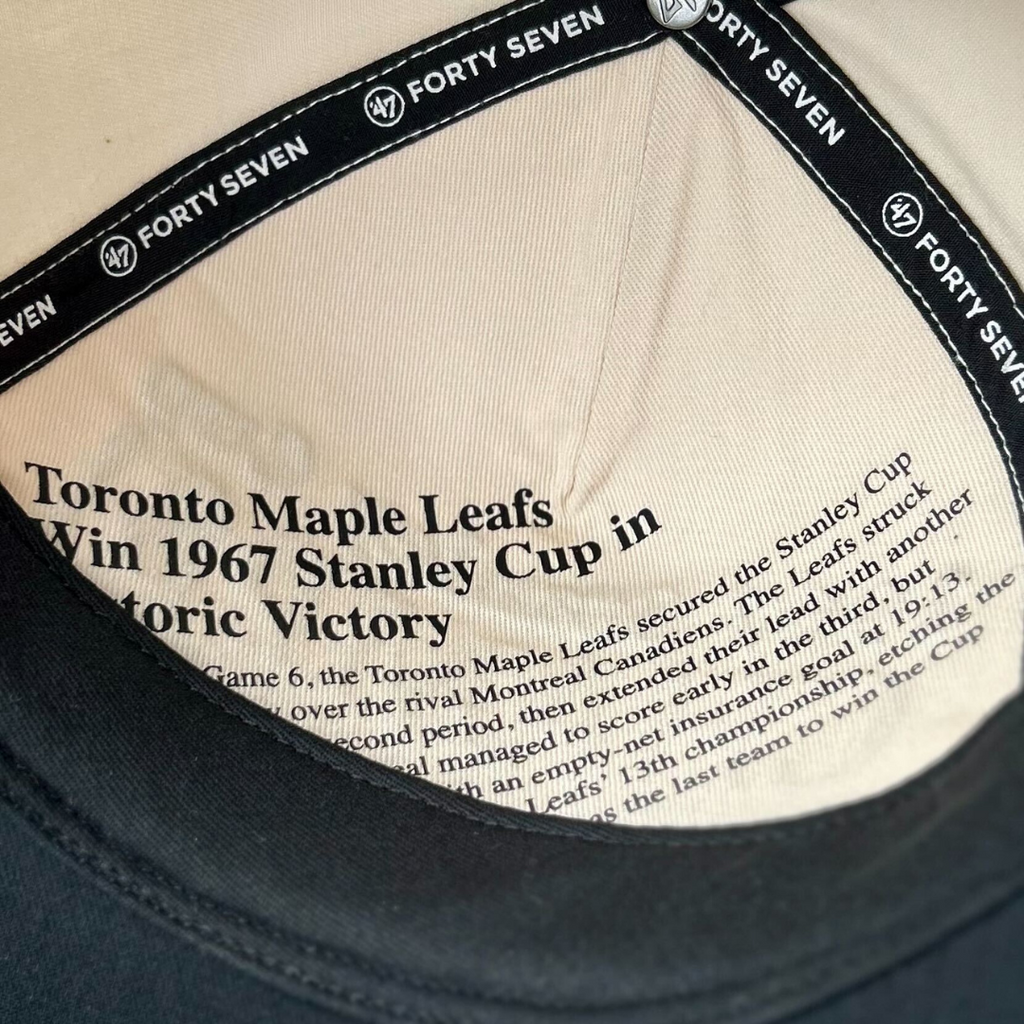 47 FORTY SEVEN
47 FORTY SEVEN
FORTY SEVEN
47 FORTY SEVEN
Toronto Maple Leafs
Win 1967 Stanley Cup in
toric Victory
Game 6, the Toronto Maple Leafs secured the Stanley Cup
over the rival Montreal Canadiens. The Leafs struck
econd period, then extended their lead with another
al managed to score early in the third, but
th an empty-net insurance goal at 19:13.
Leafs' 13th championship, etching the
as the last team to win the Cup